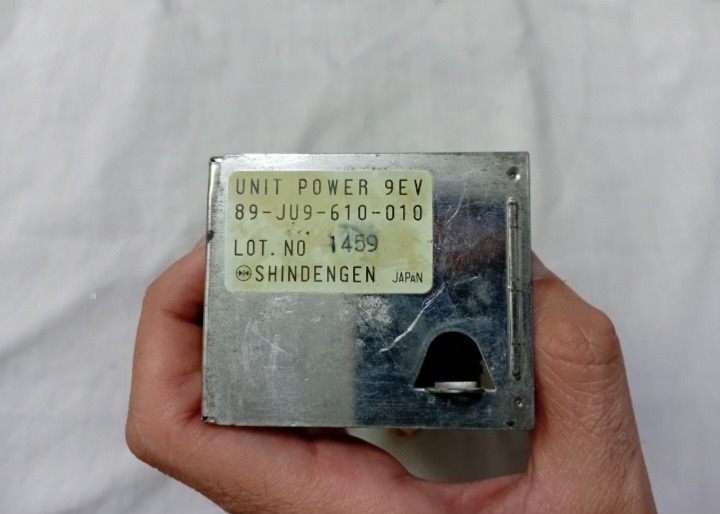 UNIT POWER 9EV
89-JU9-610-010
LOT. NO 1459
SHINDENGEN JAPAN